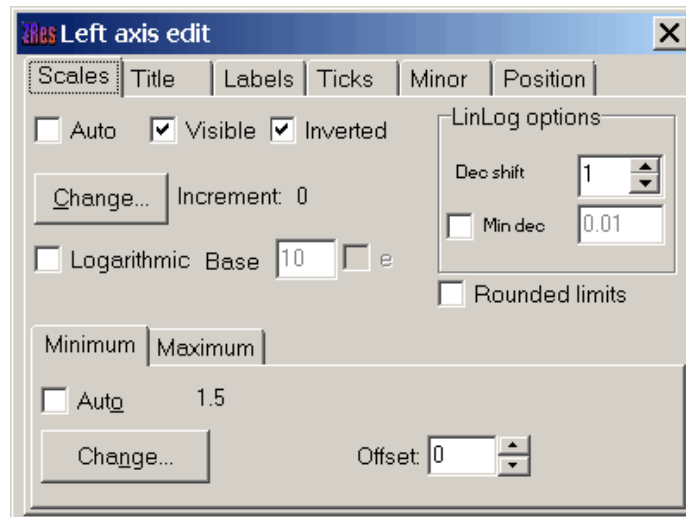 ZRes Left axis edit
Scales Title Labels Ticks Minor Position
Auto Visible Inverted
LinLog options
Dec shift 1
Change... Increment: 0
Min dec 0.01
Logarithmic Base 10 e
Rounded limits
Minimum Maximum
Auto 1.5
Change... Offset: 0